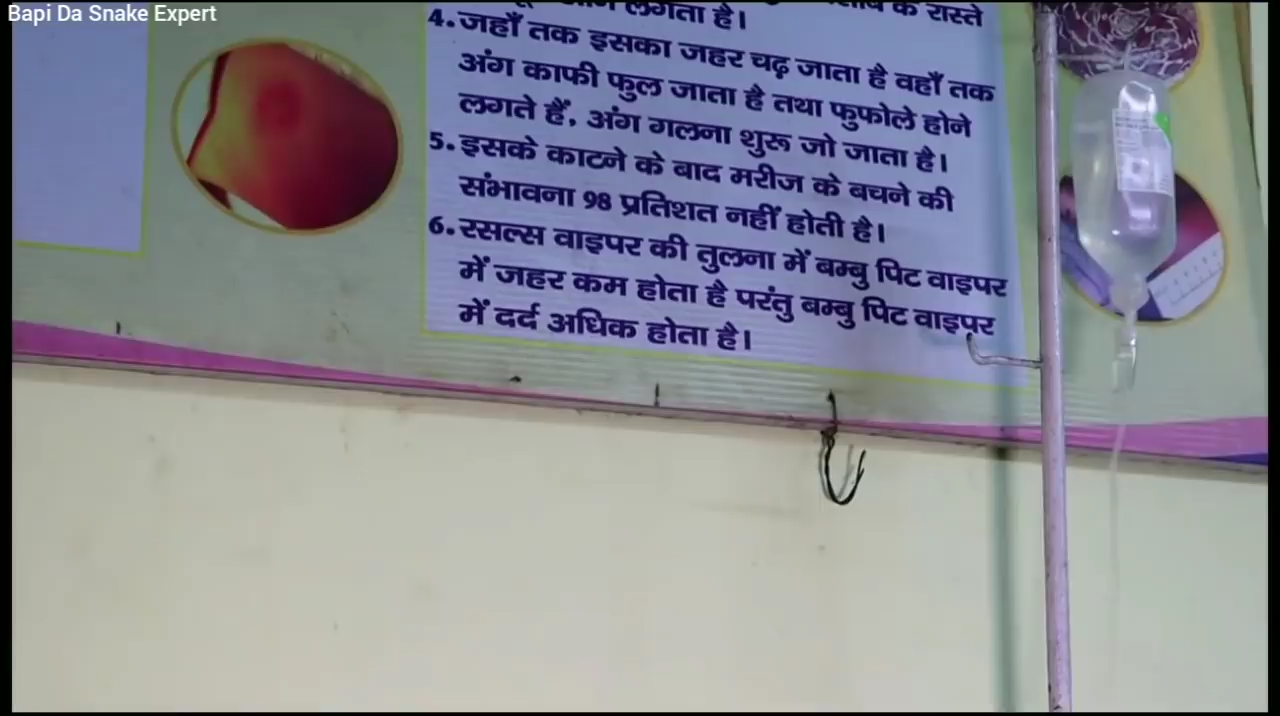 Bapi Da Snake Expert
लगता है। के रास्ते
4. जहाँ तक इसका जहर चढ़ जाता है वहाँ तक
अंग काफी फुल जाता है तथा फुफोले होने
लगते हैं, अंग गलना शुरू जो जाता है।
5. इसके काटने के बाद मरीज के बचने की
संभावना 98 प्रतिशत नहीं होती है।
6. रसल्स वाइपर की तुलना में बम्बु पिट वाइपर
में जहर कम होता है परंतु बम्बु पिट वाइपर
में दर्द अधिक होता है।